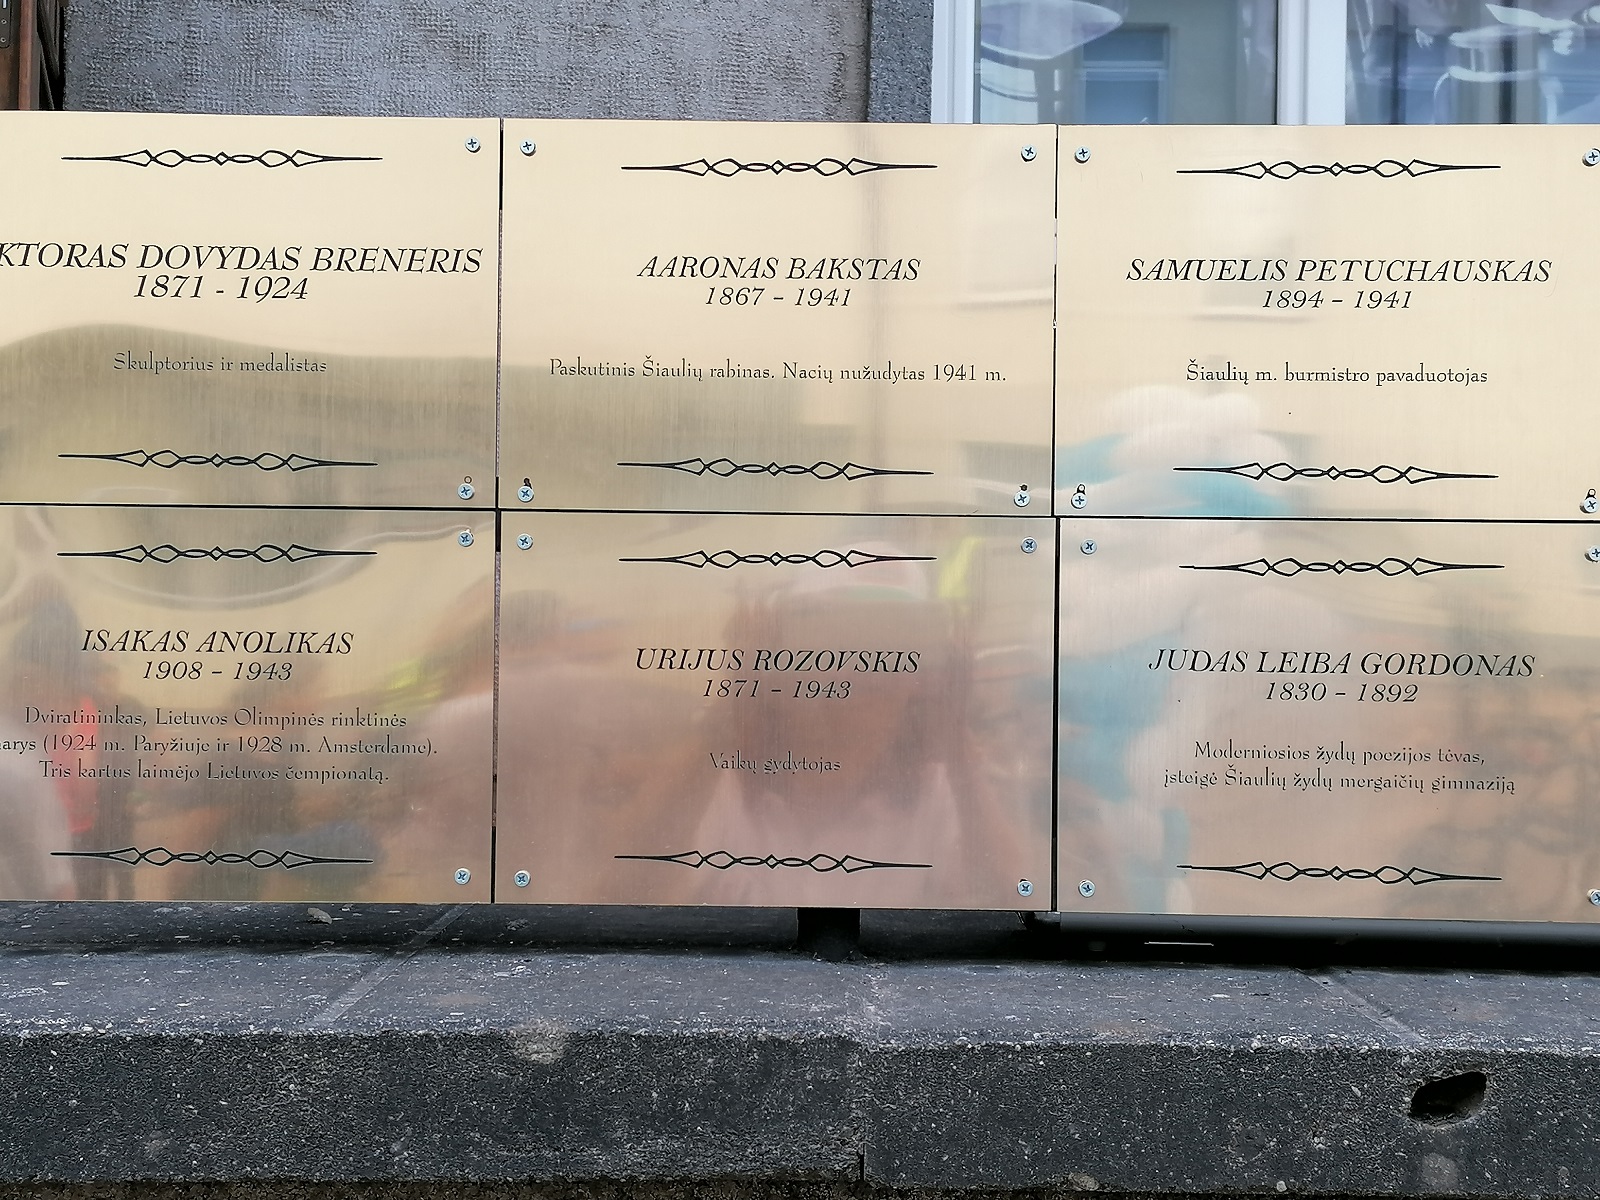 KTORAS DOVYDAS BRENERIS
1871 - 1924
Skulptorius ir medalistas
AARONAS BAKSTAS
1867 - 1941
Paskutinis Šiaulių rabinas. Nacių nužudytas 1941 m.
SAMUELIS PETUCHAUSKAS
1894 - 1941
Šiaulių m. burmistro pavaduotojas
ISAKAS ANOLIKAS
1908 - 1943
Dviratininkas, Lietuvos Olimpinės rinktinės
arys (1924 m. Paryžiuje ir 1928 m. Amsterdame).
Tris kartus laimėjo Lietuvos čempionatą.
URIJUS ROZOVSKIS
1871 - 1943
Vaikų gydytojas
JUDAS LEIBA GORDONAS
1830 - 1892
Moderniosios žydų poezijos tėvas,
įsteigė Šiaulių žydų mergaičių gimnaziją